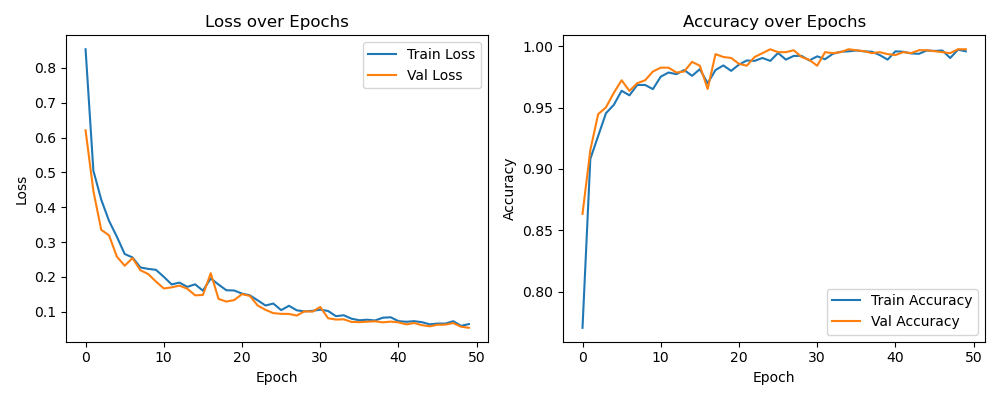 Loss over Epochs
0.8
0.7
0.6
0.5
0.4
0.3
0.2
0.1
Loss
0 10 20 30 40 50
Epoch
Train Loss
Val Loss
Accuracy over Epochs
1.00
0.95
0.90
0.85
0.80
Accuracy
0 10 20 30 40 50
Epoch
Train Accuracy
Val Accuracy